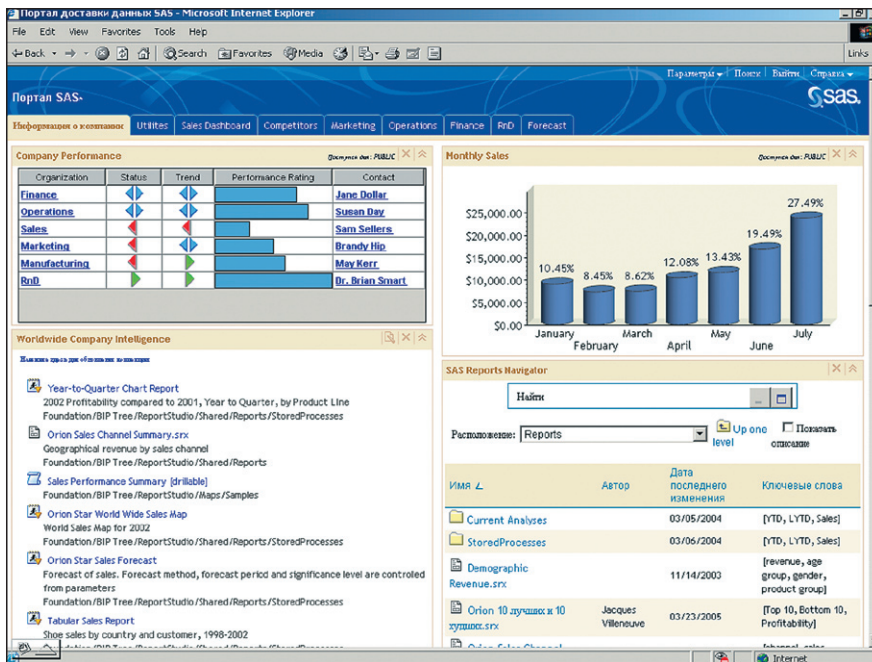 Портал доставки данных SAS - Microsoft Internet Explorer
File Edt View Favorites Tools Help
Back Search Favorites Media Links
Параметры Поиск Выйти Справка
Портал SAS
sas.
Информация о компании Utilites Sales Dashboard Competitors Marketing Operations Finance RnD Forecast
Company Performance Доступен для: PUBLIC
Organization Status Trend Performance Rating Contact
Finance Jane Dollar
Operations Susan Day
Sales Sam Sellers
Marketing Brandy Hip
Manufacturing May Kerr
RnD Dr. Brian Smart
Worldwide Company Intelligence
Year-to-Quarter Chart Report
2002 Profitability compared to 2001, Year to Quarter, by Product Line
Foundation/BIP Tree/ReportStudio/Shared/Reports/StoredProcesses
Orion Sales Channel Summary.srx
Geographical revenue by sales channel
Foundation/BIP Tree/ReportStudio/Shared/Reports
Sales Performance Summary [drillable]
Foundation/BIP Tree/ReportStudio/Maps/Samples
Orion Star World Wide Sales Map
World Sales Map for 2002
Foundation/BIP Tree/ReportStudio/Shared/Reports/StoredProcesses
Orion Star Sales Forecast
Forecast of sales. Forecast method, forecast period and significance level are controled
from parameters
Foundation/BIP Tree/ReportStudio/Shared/Reports/StoredProcesses
Tabular Sales Report
Shoe sales by country and customer, 1998-2002
Monthly Sales Доступен для: PUBLIC
27.49%
$25,000.00
19.49%
$20,000.00
10.45% 8.45% 8.62% 12.08% 13.43%
$15,000.00
$10,000.00
$5,000.00
$0.00
January March May July
February April June
SAS Reports Navigator
Найти
Расположение: Reports Up one level Показать описание
Имя Автор Дата последнего изменения Ключевые слова
Current Analyses 03/05/2004 [YTD, LYTD, Sales]
StoredProcesses 03/06/2004 [YTD, LYTD, Sales]
Demographic Revenue.srx 11/14/2003 [revenue, age group, gender, product group]
Orion 10 лучших и 10 худших.srx Jacques Villeneuve 03/23/2005 [Top 10, Bottom 10, Profitability]
Internet